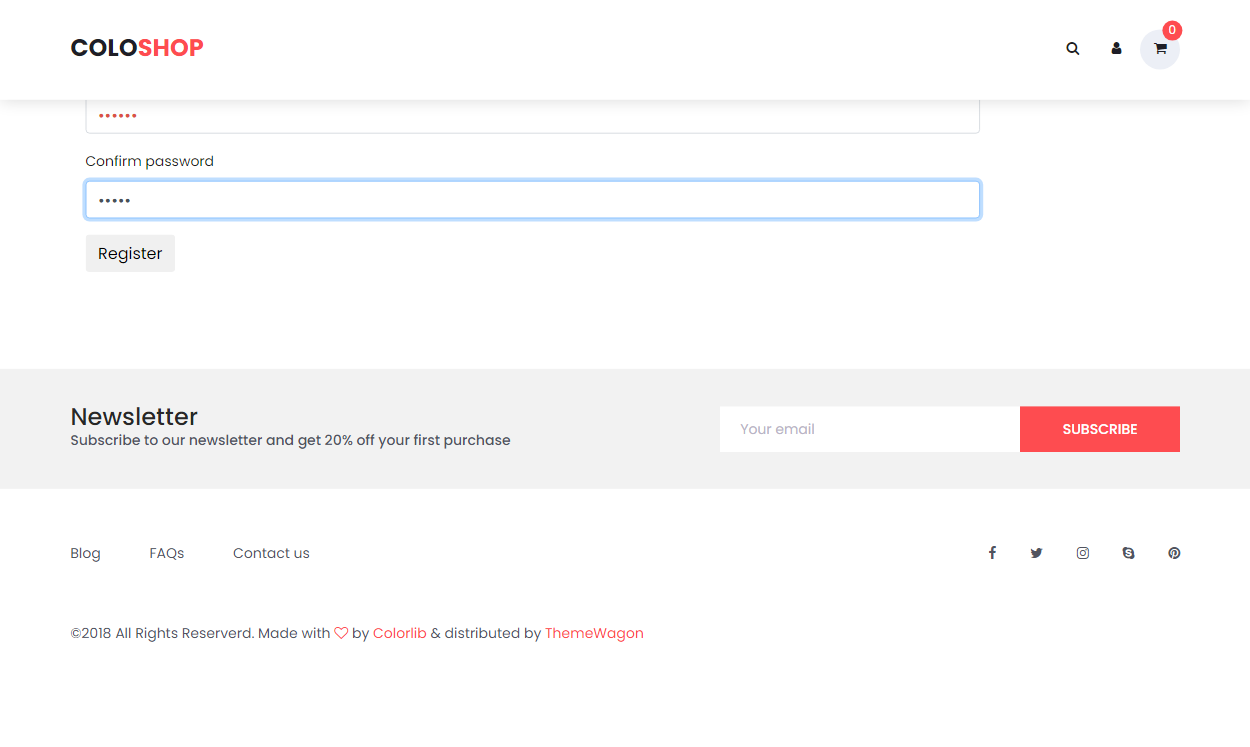 COLOSHOP
0
••••••
Confirm password
•••••
Register
Newsletter
Subscribe to our newsletter and get 20% off your first purchase
Your email
SUBSCRIBE
Blog FAQs Contact us
©2018 All Rights Reserverd. Made with ♡ by Colorlib & distributed by ThemeWagon